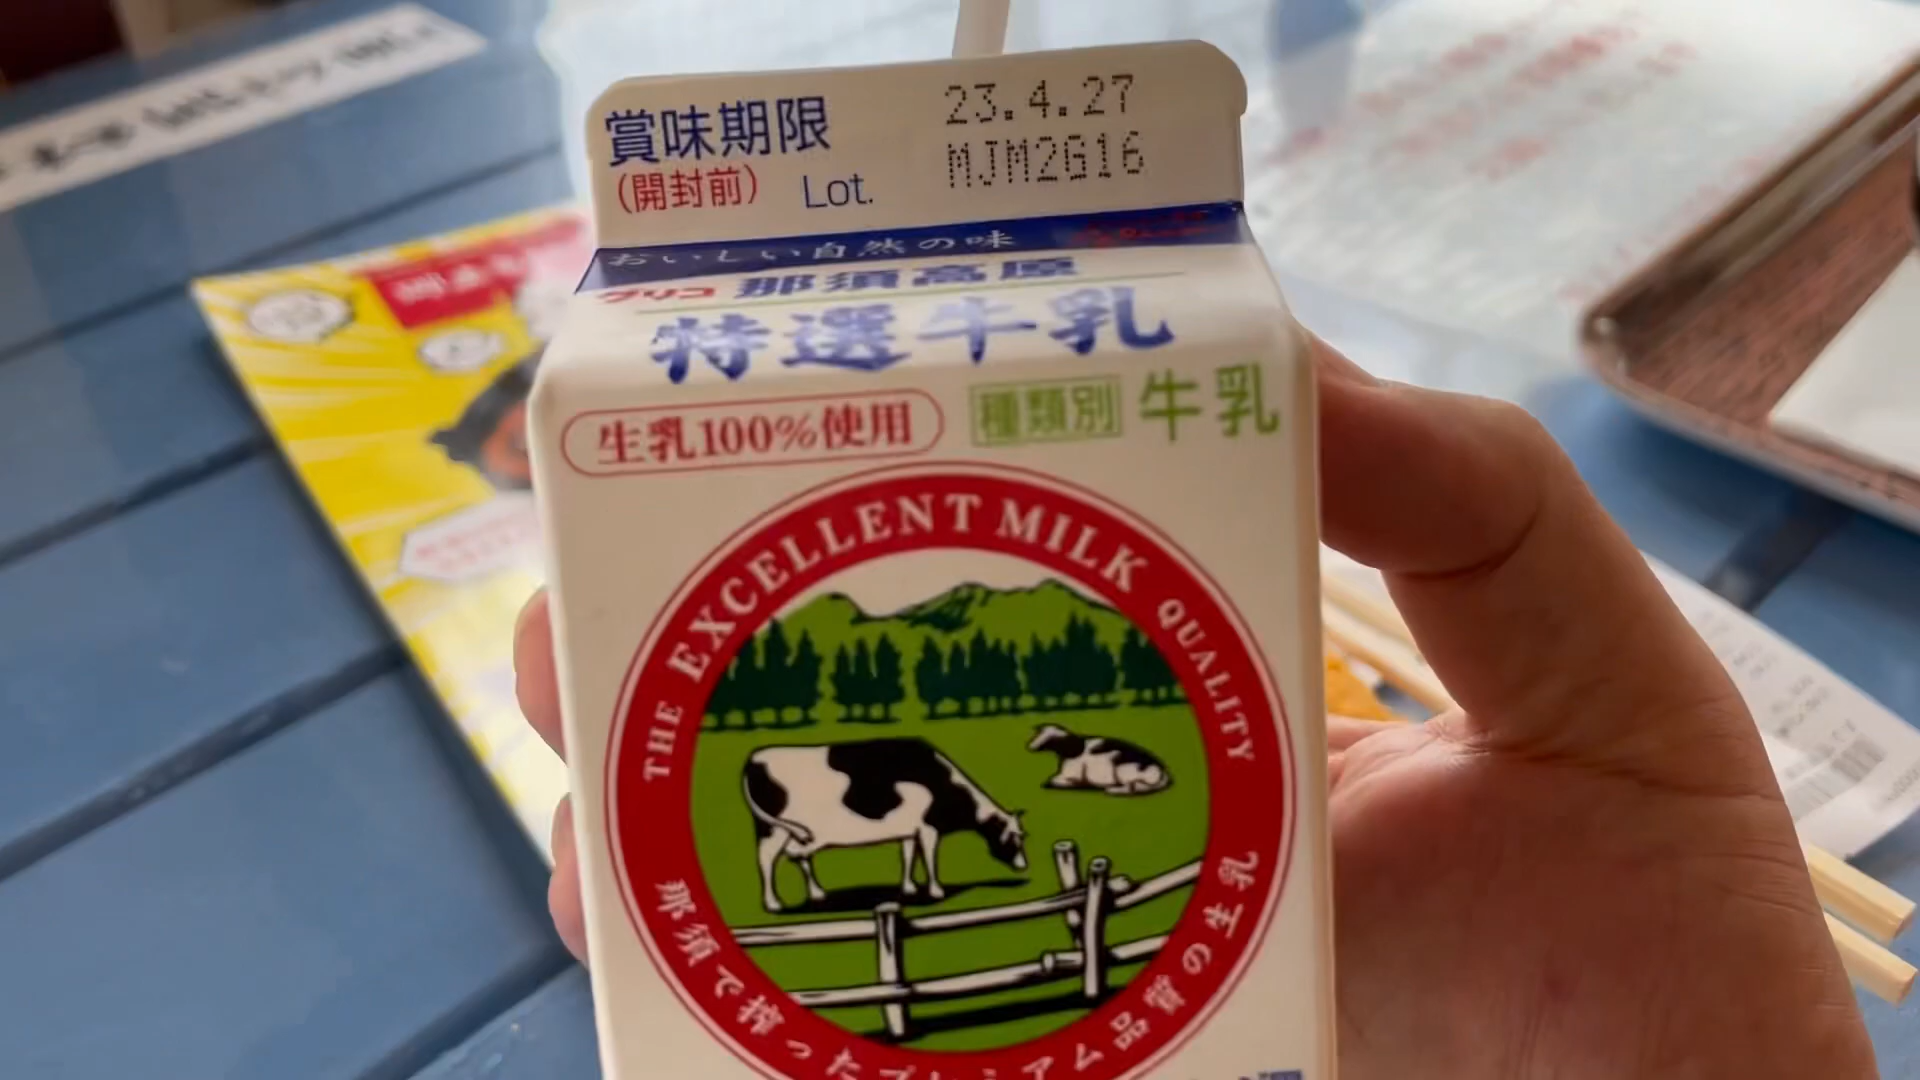 賞味期限
23.4.27
(開封前) Lot.
MJM2G16
おいしい自然の味
グリコ 那須高原
特選牛乳
生乳100%使用
種類別 牛乳
THE EXCELLENT MILK QUALITY
那須で搾ったプレミアム品質の生乳